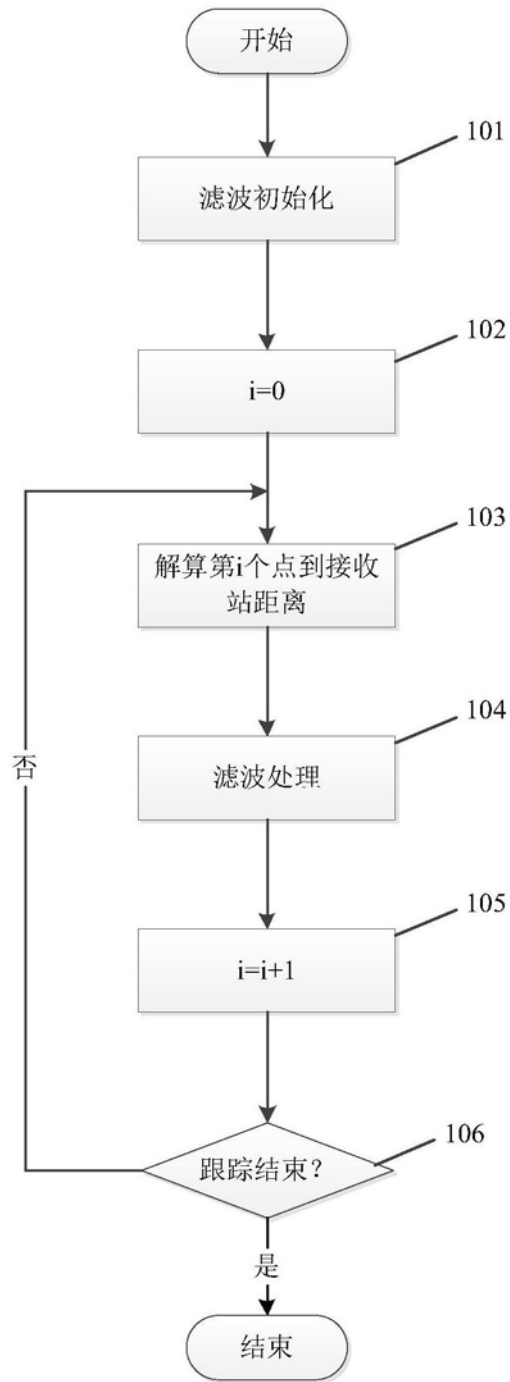 开始
101
滤波初始化
102
i=0
103
解算第i个点到接收
站距离
104
滤波处理
否
105
i=i+1
106
跟踪结束?
是
结束